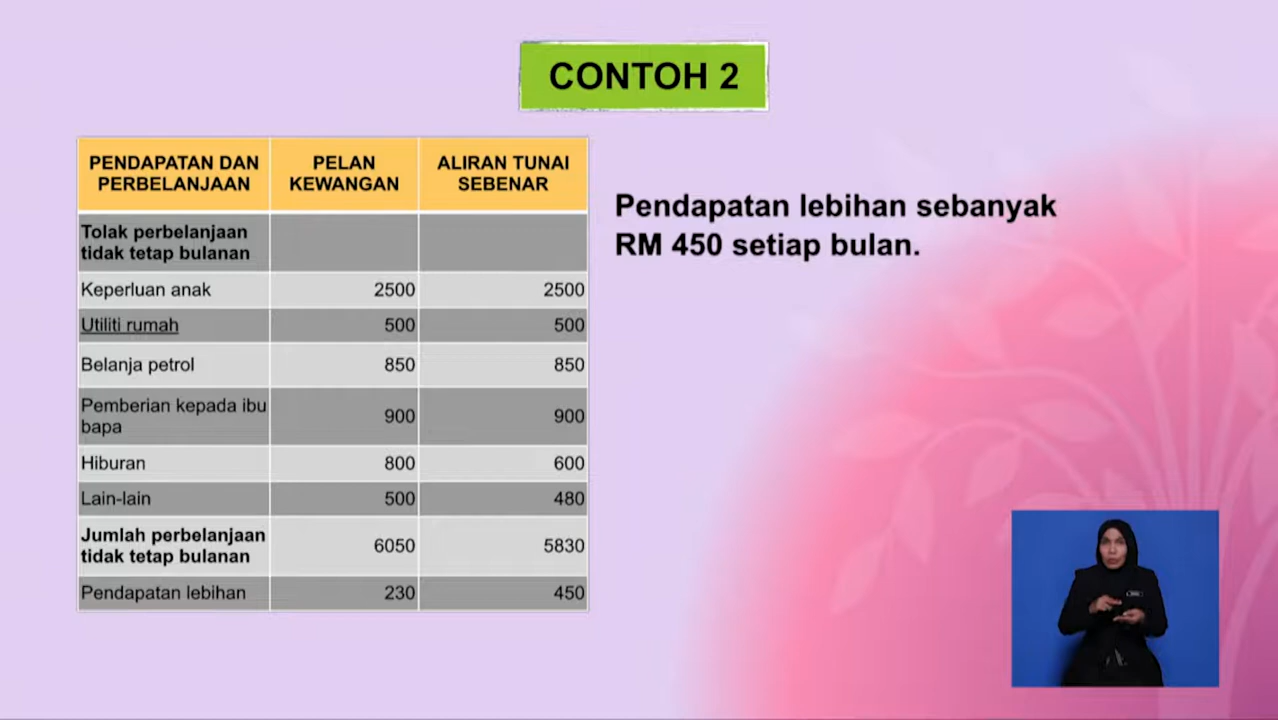 CONTOH 2
PENDAPATAN DAN PERBELANJAAN PELAN KEWANGAN ALIRAN TUNAI SEBENAR
Tolak perbelanjaan
tidak tetap bulanan
Keperluan anak 2500 2500
Utiliti rumah 500 500
Belanja petrol 850 850
Pemberian kepada ibu
bapa 900 900
Hiburan 800 600
Lain-lain 500 480
Jumlah perbelanjaan
tidak tetap bulanan 6050 5830
Pendapatan lebihan 230 450
Pendapatan lebihan sebanyak
RM 450 setiap bulan.